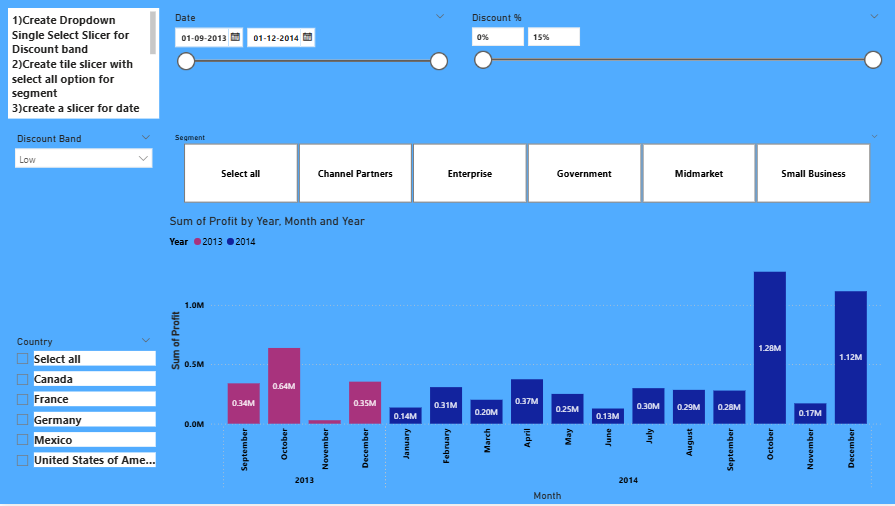 1)Create Dropdown
Single Select Slicer for
Discount band
2)Create tile slicer with
select all option for
segment
3)create a slicer for date
Date
01-09-2013
01-12-2014
Discount %
0%
15%
Discount Band
Low
Segment
Select all
Channel Partners
Enterprise
Government
Midmarket
Small Business
Sum of Profit by Year, Month and Year
Year
2013
2014
Country
Select all
Canada
France
Germany
Mexico
United States of Ame...
Sum of Profit
1.0M
0.5M
0.0M
0.34M
0.64M
0.35M
0.14M
0.31M
0.20M
0.37M
0.25M
0.13M
0.30M
0.29M
0.28M
1.28M
0.17M
1.12M
September
October
November
December
January
February
March
April
May
June
July
August
September
October
November
December
2013
2014
Month